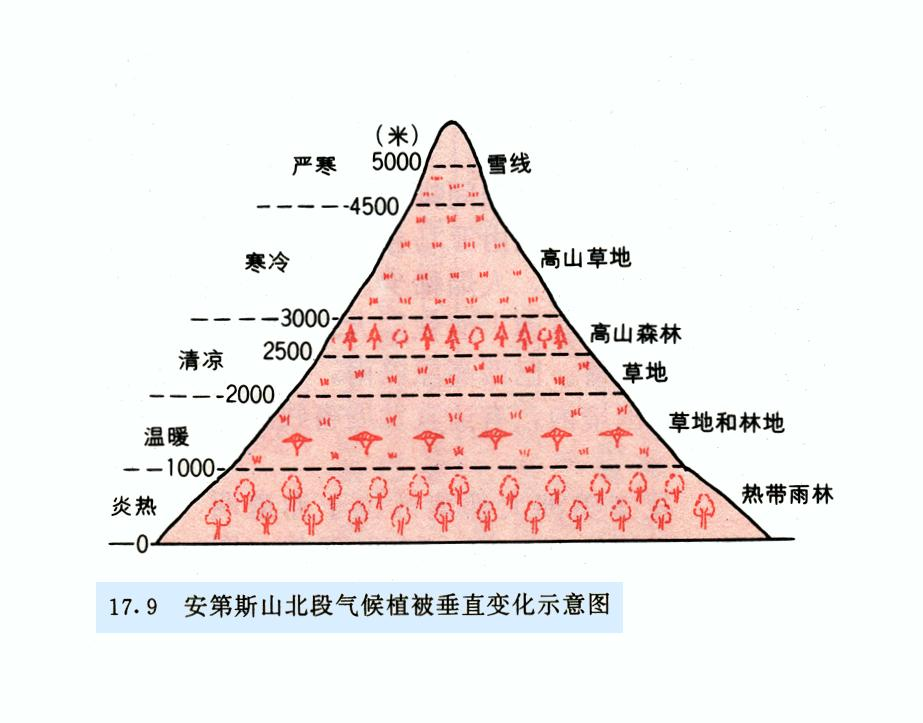 (米)
严寒 5000 雪线
4500
寒冷 高山草地
3000
高山森林
清凉 2500
草地
2000
温暖 草地和林地
1000
炎热 热带雨林
0
17.9 安第斯山北段气候植被垂直变化示意图